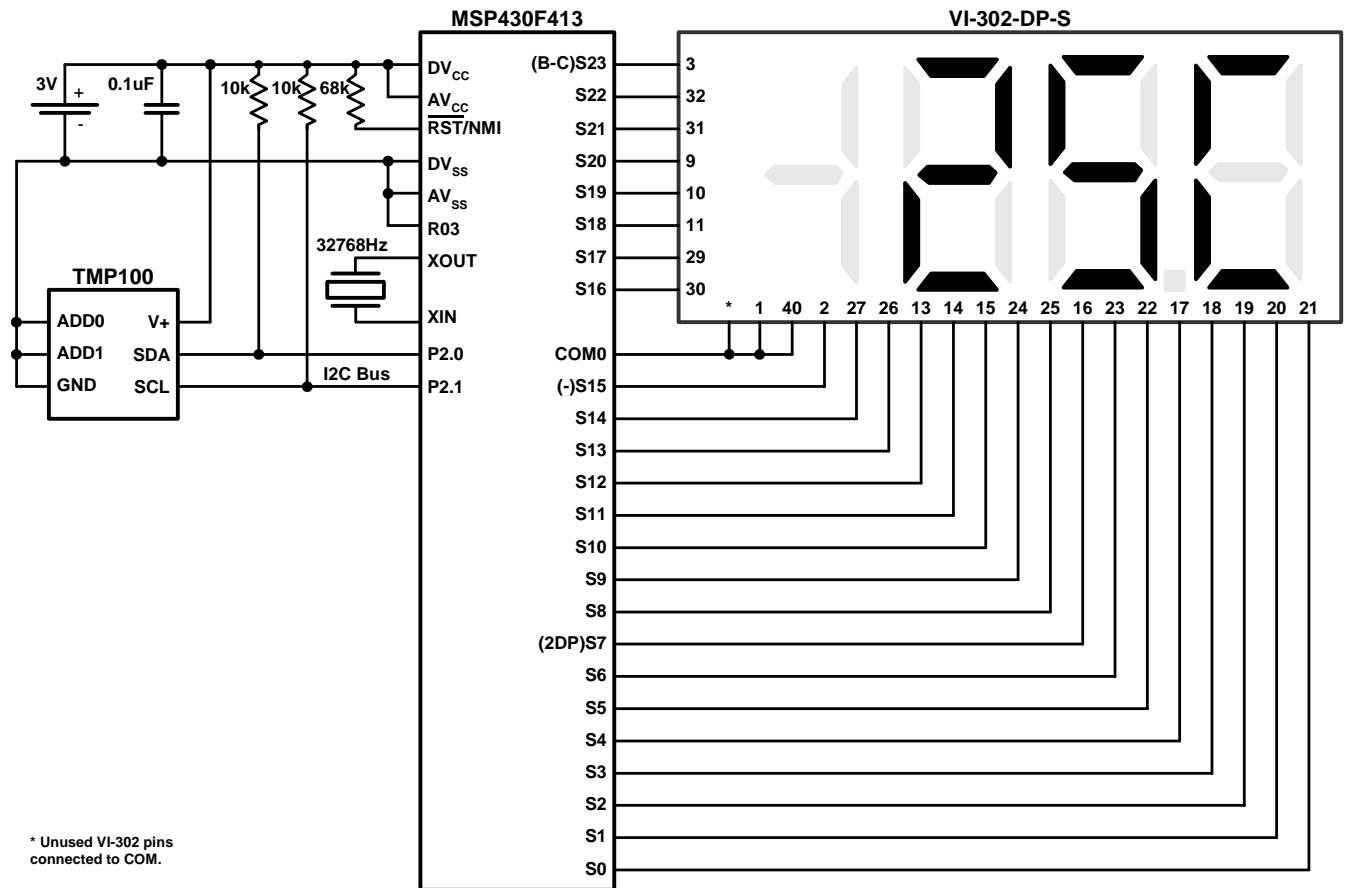 MSP430F413
VI-302-DP-S
3V
+
-
0.1uF
10k
10k
68k
DVCC
AVCC
RST/NMI
DVSS
AVSS
R03
XOUT
XIN
P2.0
P2.1
32768Hz
I2C Bus
TMP100
ADD0
ADD1
GND
V+
SDA
SCL
(B-C)S23
S22
S21
S20
S19
S18
S17
S16
COM0
(-)S15
S14
S13
S12
S11
S10
S9
S8
(2DP)S7
S6
S5
S4
S3
S2
S1
S0
3
32
31
9
10
11
29
30
25C
* 1 40 2 27 26 13 14 15 24 25 16 23 22 17 18 19 20 21
* Unused VI-302 pins
connected to COM.